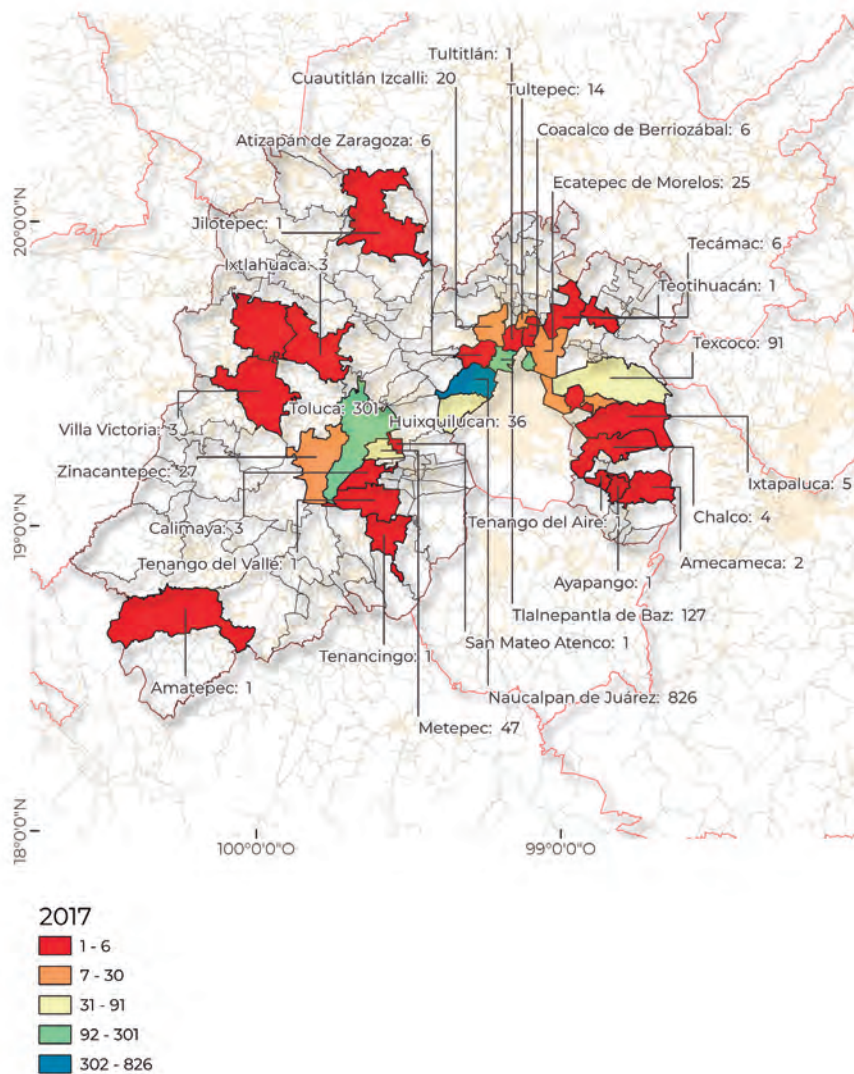 Tultitlán: 1
Cuautitlán Izcalli: 20
Tultepec: 14
Atizapán de Zaragoza: 6
Coacalco de Berriozábal: 6
Ecatepec de Morelos: 25
20°0'0"N
Jilotepec: 1
Tecámac: 6
Ixtlahuaca: 3
Teotihuacán: 1
Texcoco: 91
Toluca: 301
Huixquilucan: 36
Villa Victoria: 3
Zinacantepec: 27
Ixtapaluca: 5
19°0'0"N
Calimaya: 3
Tenango del Aire: 1
Chalco: 4
Tenango del Valle: 1
Amecameca: 2
Ayapango: 1
Tlalnepantla de Baz: 127
San Mateo Atenco: 1
Tenancingo: 1
Amatepec: 1
Naucalpan de Juárez: 826
Metepec: 47
18°0'0"N
100°0'0"O
99°0'0"O
2017
1 - 6
7 - 30
31 - 91
92 - 301
302 - 826